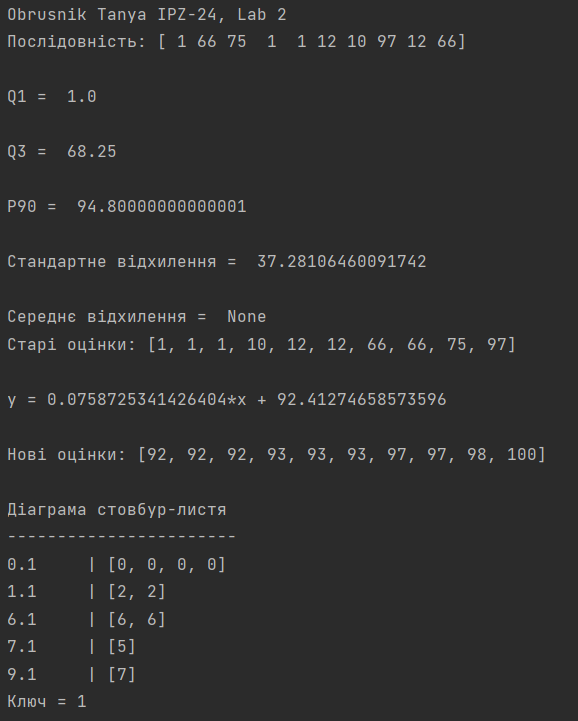 Obrusnik Tanya IPZ-24, Lab 2
Послідовність: [ 1 66 75  1  1 12 10 97 12 66]
Q1 =  1.0
Q3 =  68.25
P90 =  94.80000000000001
Стандартне відхилення =  37.28106460091742
Середнє відхилення =  None
Старі оцінки: [1, 1, 1, 10, 12, 12, 66, 66, 75, 97]
y = 0.0758725341426404*x + 92.41274658573596
Нові оцінки: [92, 92, 92, 93, 93, 93, 97, 97, 98, 100]
Діаграма стовбур-листя
-----------------------
0.1     | [0, 0, 0, 0]
1.1     | [2, 2]
6.1     | [6, 6]
7.1     | [5]
9.1     | [7]
Ключ = 1